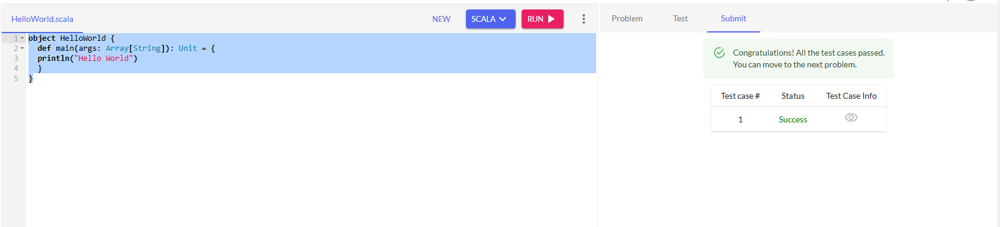 HelloWorld.scala
NEW
SCALA
RUN
1
object HelloWorld {
2
def main(args: Array[String]): Unit = {
3
println("Hello World")
4
}
5
}
Problem
Test
Submit
Congratulations! All the test cases passed.
You can move to the next problem.
Test case #
Status
Test Case Info
1
Success